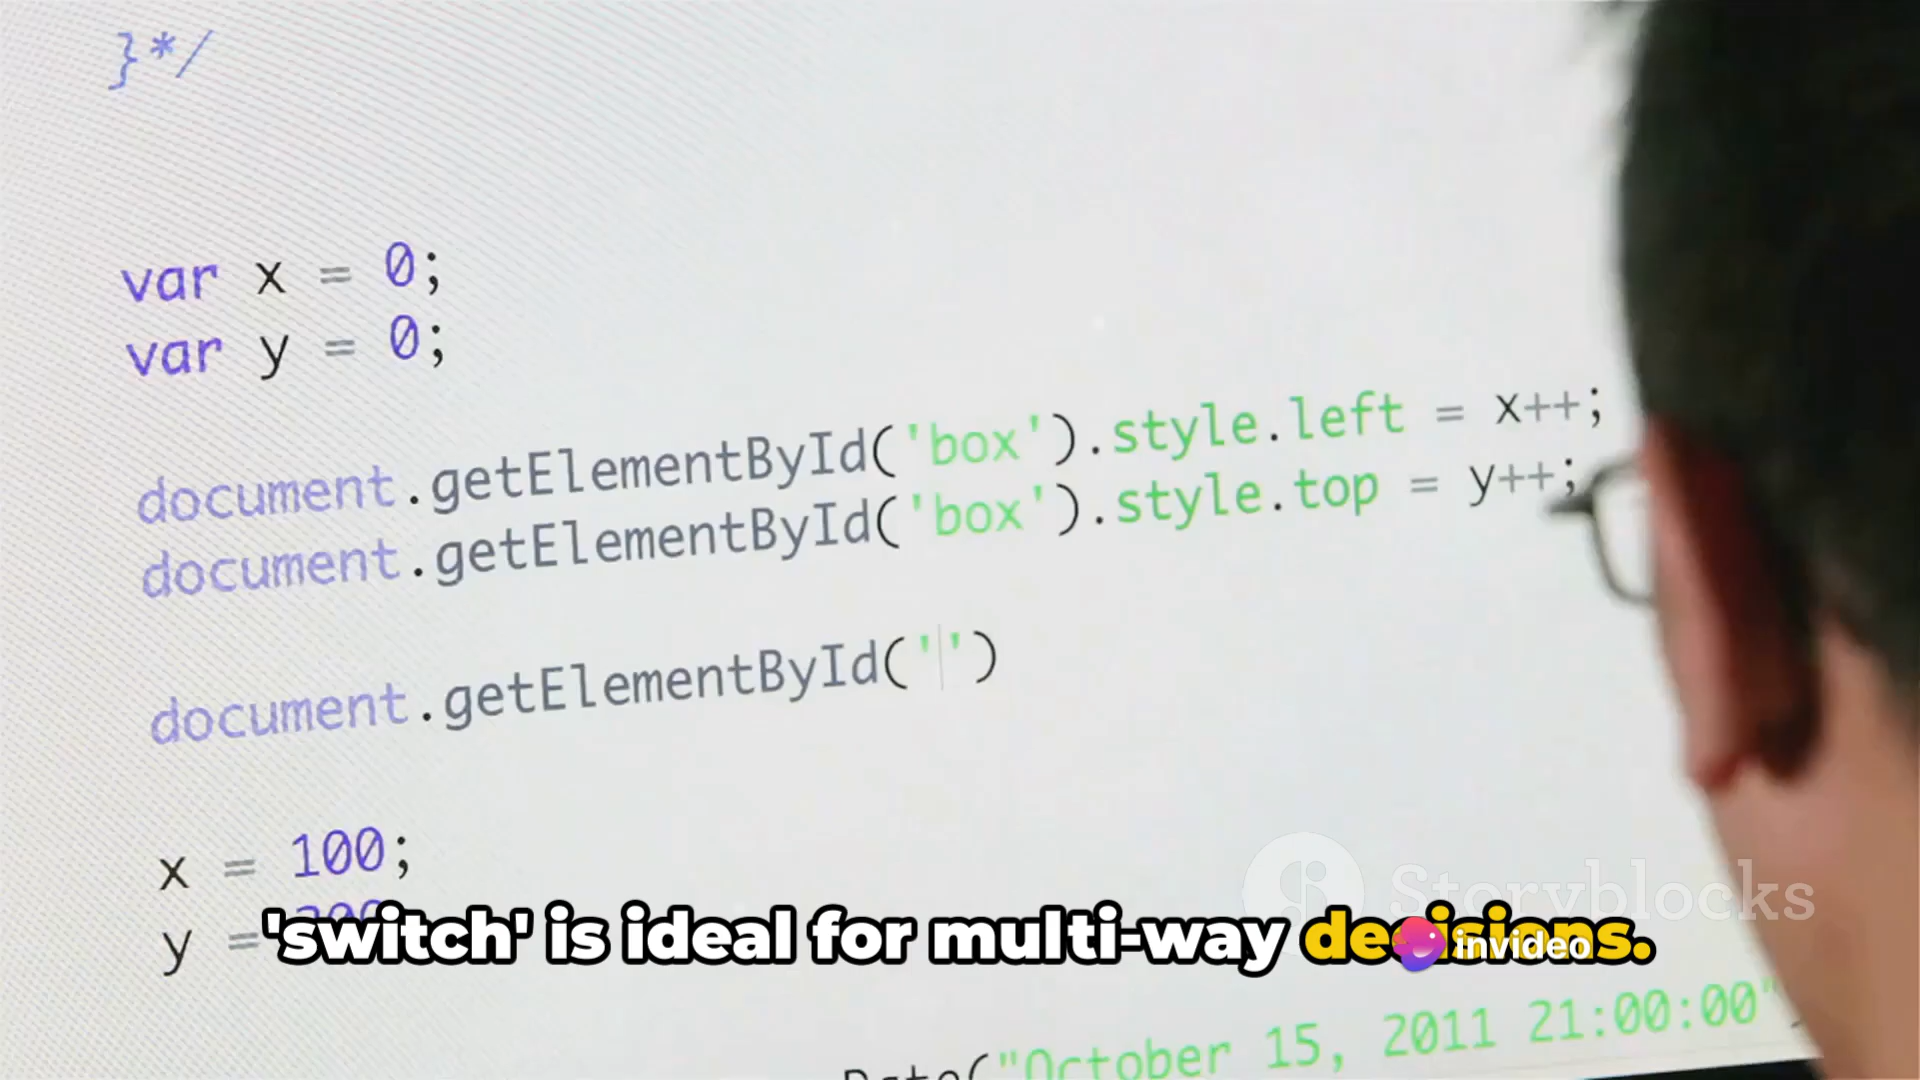 }*/
var x = 0;
var y = 0;
document.getElementById('box').style.left = x++;
document.getElementById('box').style.top = y++;
document.getElementById('')
x = 100;
y =
Storyblocks
'switch' is ideal for multi-way decisions.
invideo
Date("October 15, 2011 21:00:00"